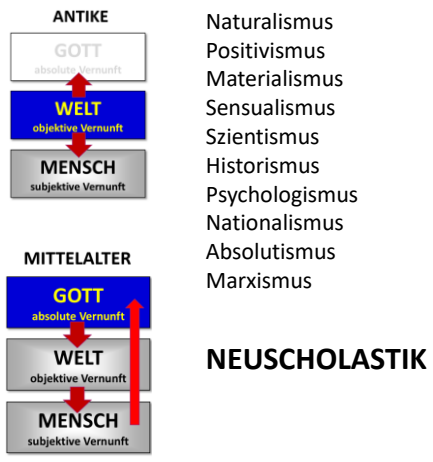 ANTIKE
GOTT
absolute Vernunft
WELT
objektive Vernunft
MENSCH
subjektive Vernunft
MITTELALTER
GOTT
absolute Vernunft
WELT
objektive Vernunft
MENSCH
subjektive Vernunft
Naturalismus
Positivismus
Materialismus
Sensualismus
Szientismus
Historismus
Psychologismus
Nationalismus
Absolutismus
Marxismus
NEUSCHOLASTIK